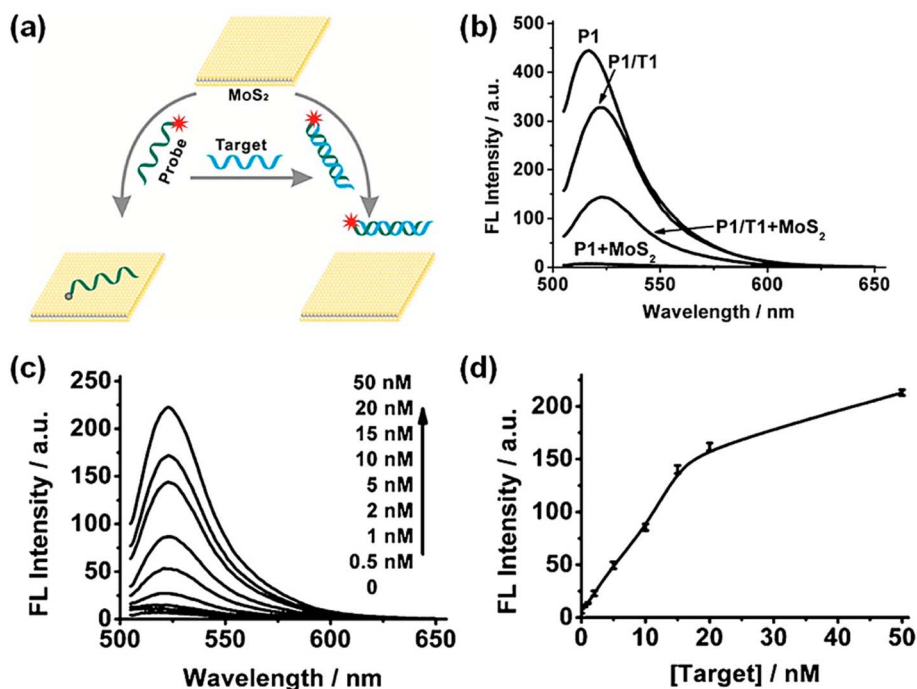 (a)
MoS₂
Probe
Target
(b)
500
400
300
200
100
0
FL Intensity / a.u.
P1
P1/T1
P1/T1+MoS₂
P1+MoS₂
500 550 600 650
Wavelength / nm
(c)
250
200
150
100
50
0
FL Intensity / a.u.
50 nM
20 nM
15 nM
10 nM
5 nM
2 nM
1 nM
0.5 nM
0
500 550 600 650
Wavelength / nm
(d)
200
150
100
50
0
FL Intensity / a.u.
0 10 20 30 40 50
[Target] / nM